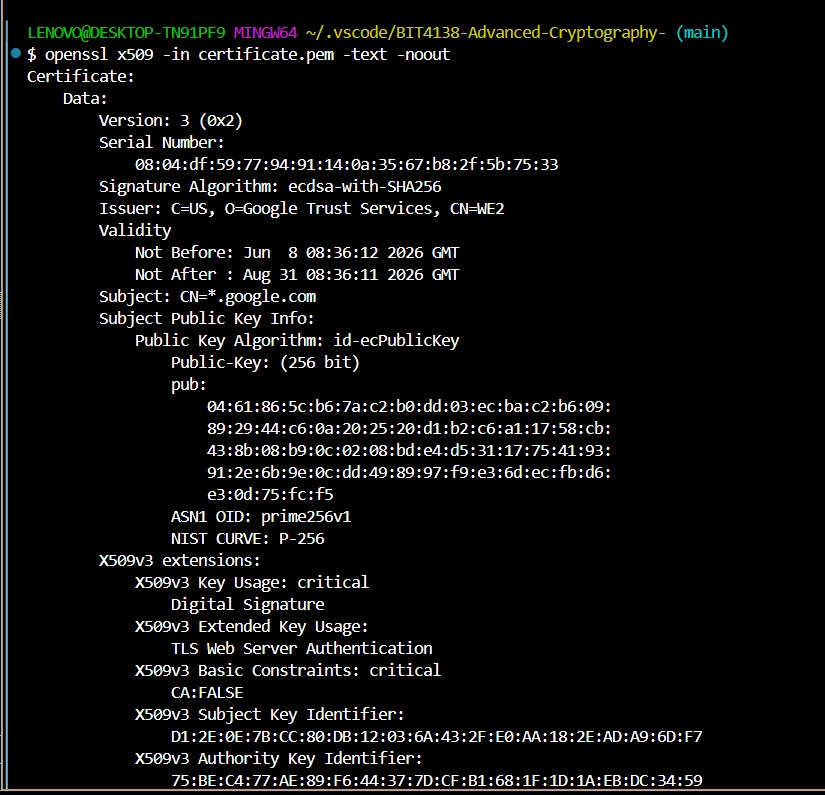 LENOVO@DESKTOP-TN91PF9 MINGW64 ~/.vscode/BIT4138-Advanced-Cryptography- (main)
$ openssl x509 -in certificate.pem -text -noout
Certificate:
    Data:
        Version: 3 (0x2)
        Serial Number:
            08:04:df:59:77:94:91:14:0a:35:67:b8:2f:5b:75:33
        Signature Algorithm: ecdsa-with-SHA256
        Issuer: C=US, O=Google Trust Services, CN=WE2
        Validity
            Not Before: Jun  8 08:36:12 2026 GMT
            Not After : Aug 31 08:36:11 2026 GMT
        Subject: CN=*.google.com
        Subject Public Key Info:
            Public Key Algorithm: id-ecPublicKey
                Public-Key: (256 bit)
                pub:
                    04:61:86:5c:b6:7a:c2:b0:dd:03:ec:ba:c2:b6:09:
                    89:29:44:c6:0a:20:25:20:d1:b2:c6:a1:17:58:cb:
                    43:8b:08:b9:0c:02:08:bd:e4:d5:31:17:75:41:93:
                    91:2e:6b:9e:0c:dd:49:89:97:f9:e3:6d:ec:fb:d6:
                    e3:0d:75:fc:f5
                ASN1 OID: prime256v1
                NIST CURVE: P-256
        X509v3 extensions:
            X509v3 Key Usage: critical
                Digital Signature
            X509v3 Extended Key Usage:
                TLS Web Server Authentication
            X509v3 Basic Constraints: critical
                CA:FALSE
            X509v3 Subject Key Identifier:
                D1:2E:0E:7B:CC:80:DB:12:03:6A:43:2F:E0:AA:18:2E:AD:A9:6D:F7
            X509v3 Authority Key Identifier:
                75:BE:C4:77:AE:89:F6:44:37:7D:CF:B1:68:1F:1D:1A:EB:DC:34:59